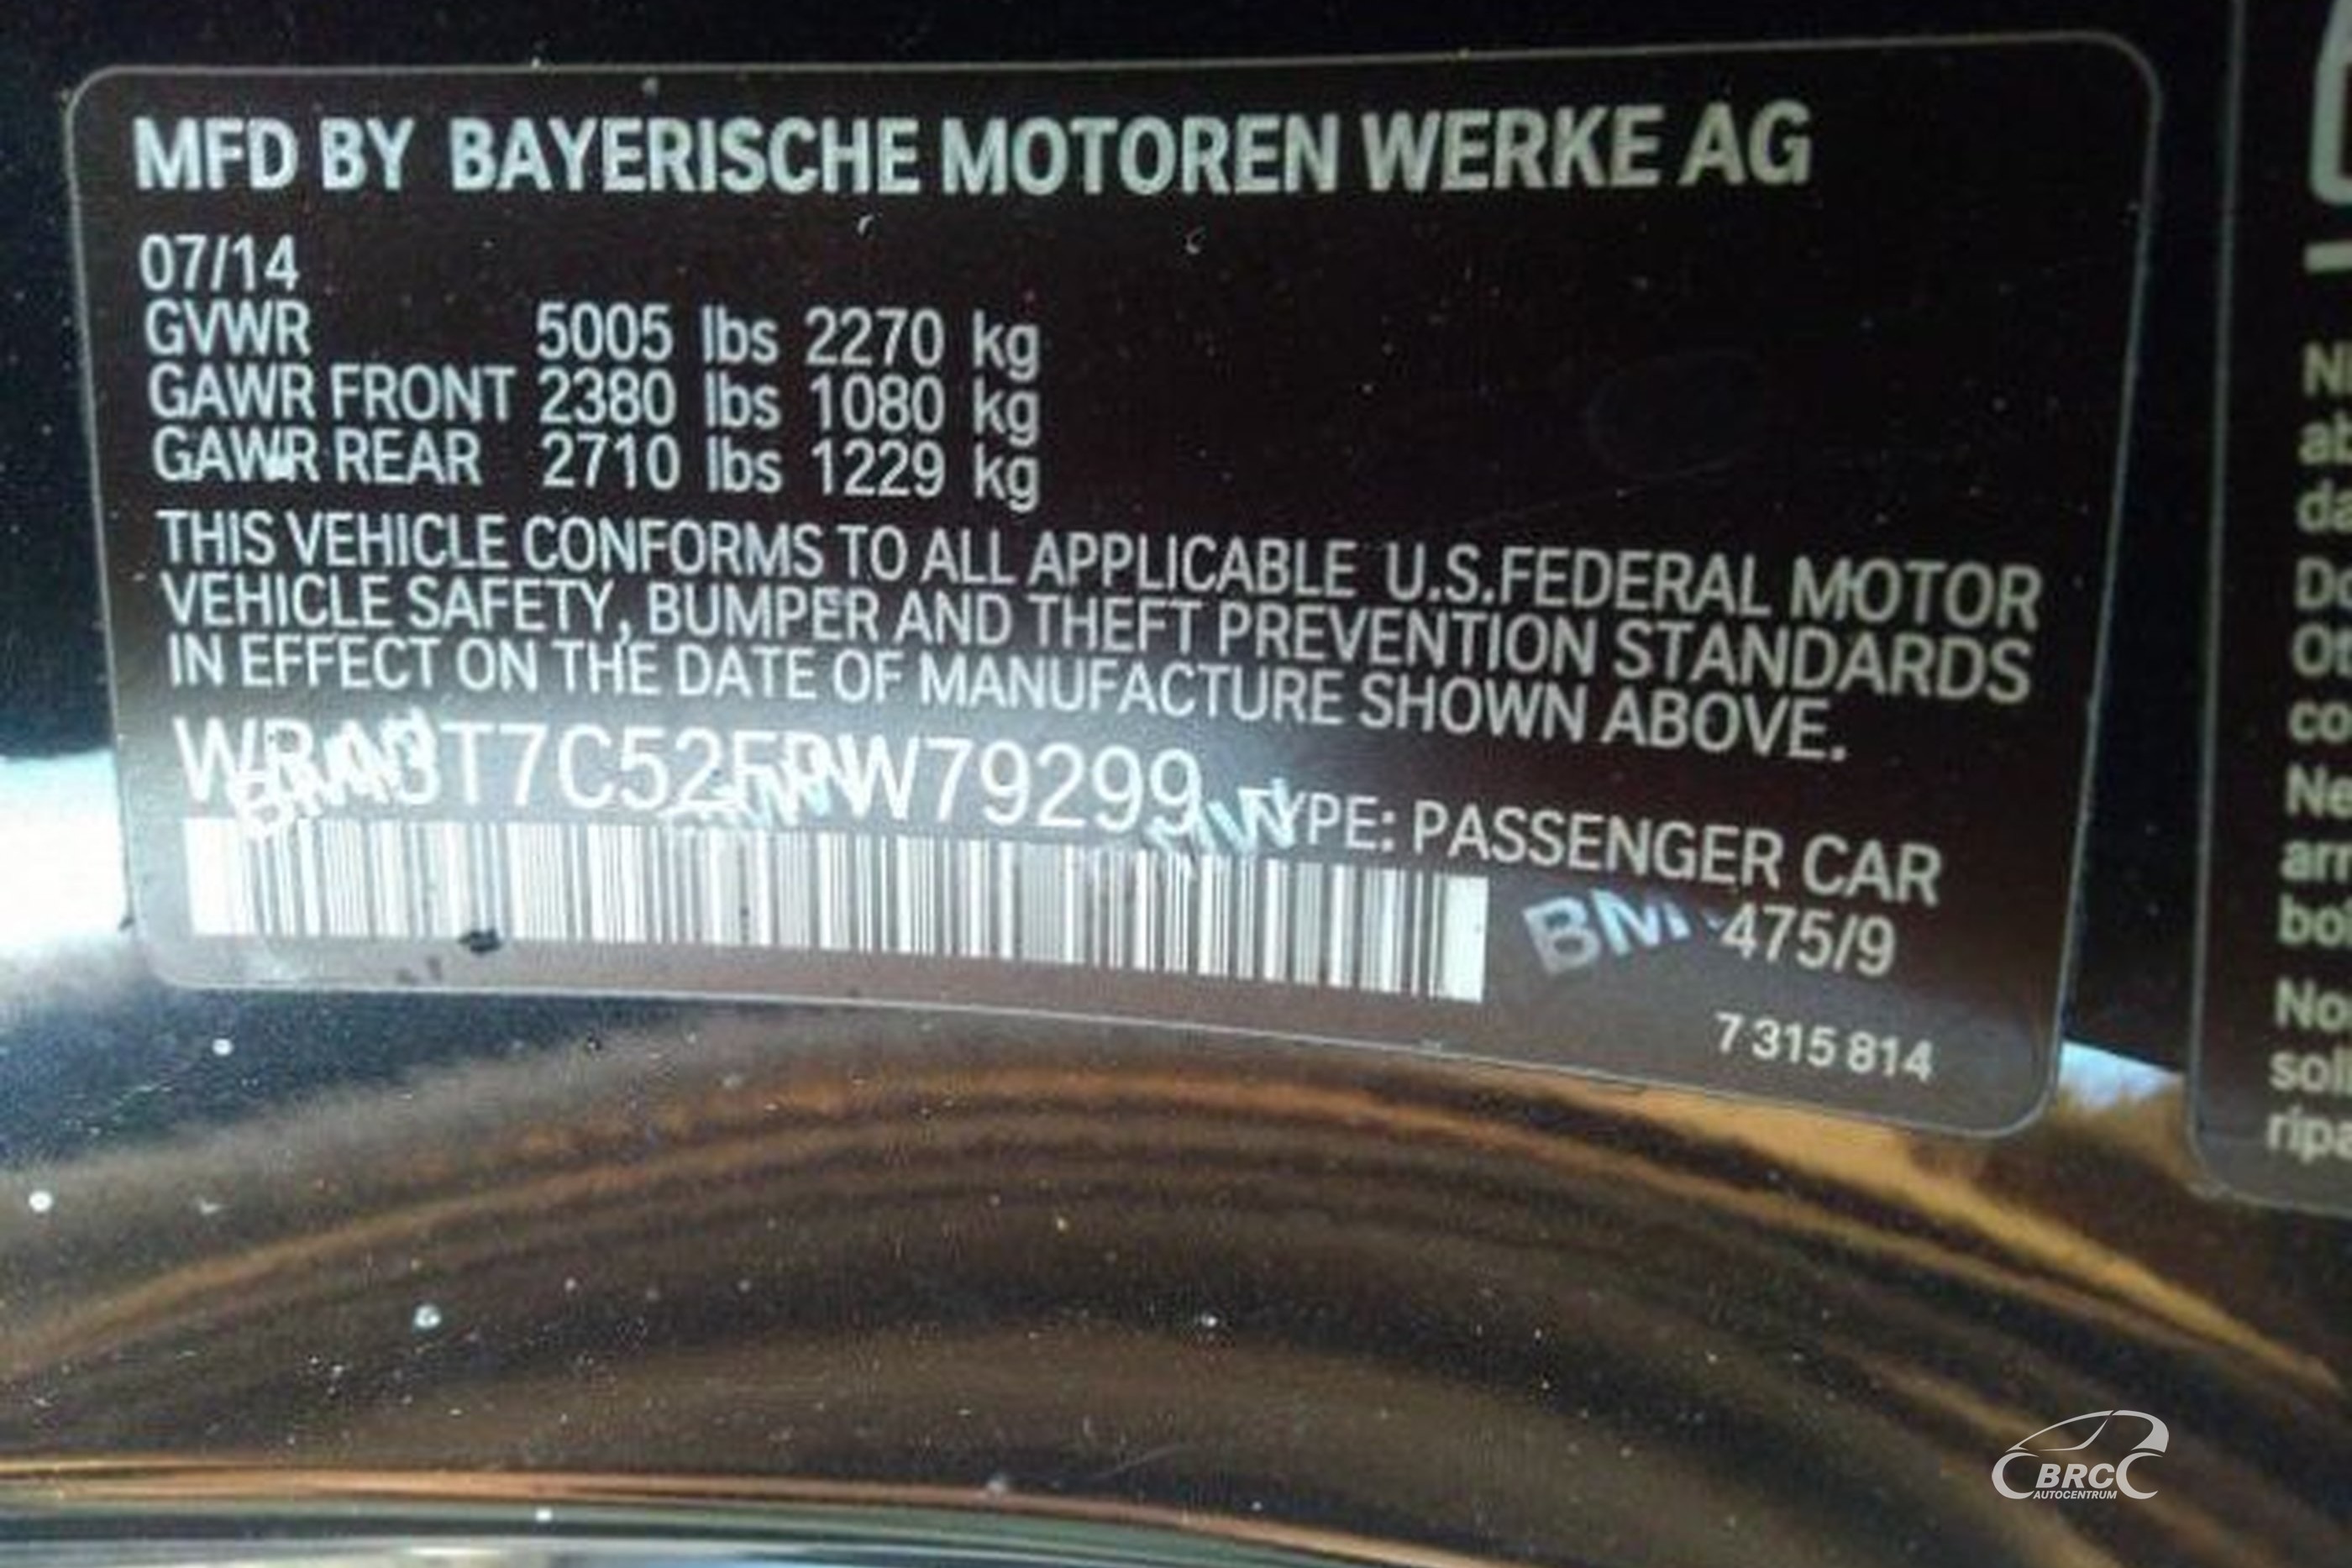 MFD BY BAYERISCHE MOTOREN WERKE AG
07/14
GVWR 5005 lbs 2270 kg
GAWR FRONT 2380 lbs 1080 kg
GAWR REAR 2710 lbs 1229 kg
THIS VEHICLE CONFORMS TO ALL APPLICABLE U.S.FEDERAL MOTOR
VEHICLE SAFETY, BUMPER AND THEFT PREVENTION STANDARDS
IN EFFECT ON THE DATE OF MANUFACTURE SHOWN ABOVE.
TYPE: PASSENGER CAR
BMW 475/9
7 315 814
BRC
AUTOCENTRUM